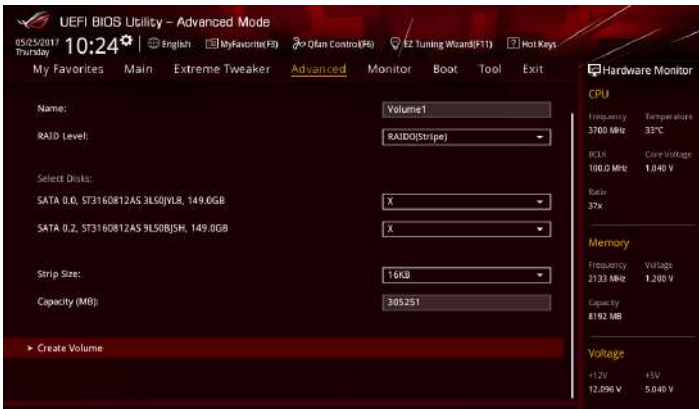 UEFI BIOS Utility – Advanced Mode
05/25/2017 Thursday 10:24 English MyFavorite(F3) Qfan Control(F6) EZ Tuning Wizard(F11) ? Hot Keys
My Favorites Main Extreme Tweaker Advanced Monitor Boot Tool Exit
Name: Volume1
RAID Level: RAID0(Stripe)
Select Disks:
SATA 0.0, ST3160812AS 3LS0JVL8, 149.0GB X
SATA 0.2, ST3160812AS 9LS0BJ5H, 149.0GB X
Strip Size: 16KB
Capacity (MB): 305251
> Create Volume
Hardware Monitor
CPU
Frequency Temperature
3700 MHz 33°C
BCLK Core Voltage
100.0 MHz 1.040 V
Ratio
37x
Memory
Frequency Voltage
2133 MHz 1.200 V
Capacity
8192 MB
Voltage
+12V +5V
12.096 V 5.040 V